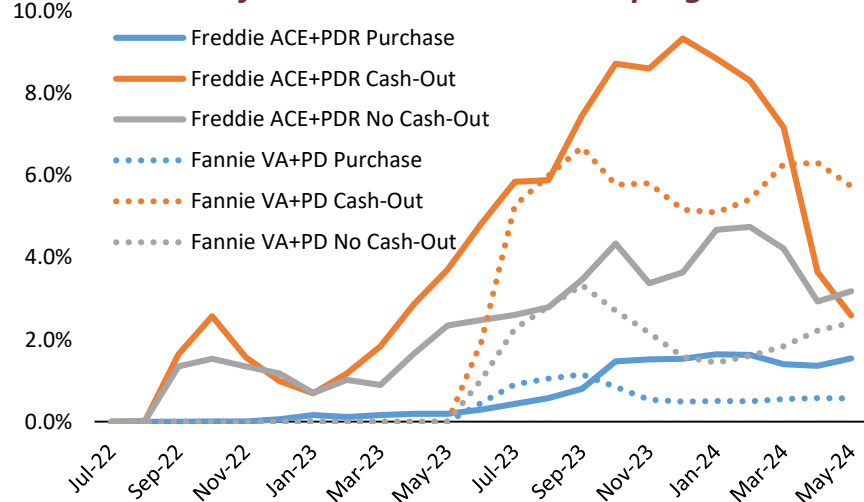 10.0%
Freddie ACE+PDR Purchase
Freddie ACE+PDR Cash-Out
8.0%
Freddie ACE+PDR No Cash-Out
Fannie VA+PD Purchase
6.0%
Fannie VA+PD Cash-Out
Fannie VA+PD No Cash-Out
4.0%
2.0%
0.0%
Jul-22 Sep-22 Nov-22 Jan-23 Mar-23 May-23 Jul-23 Sep-23 Nov-23 Jan-24 Mar-24 May-24